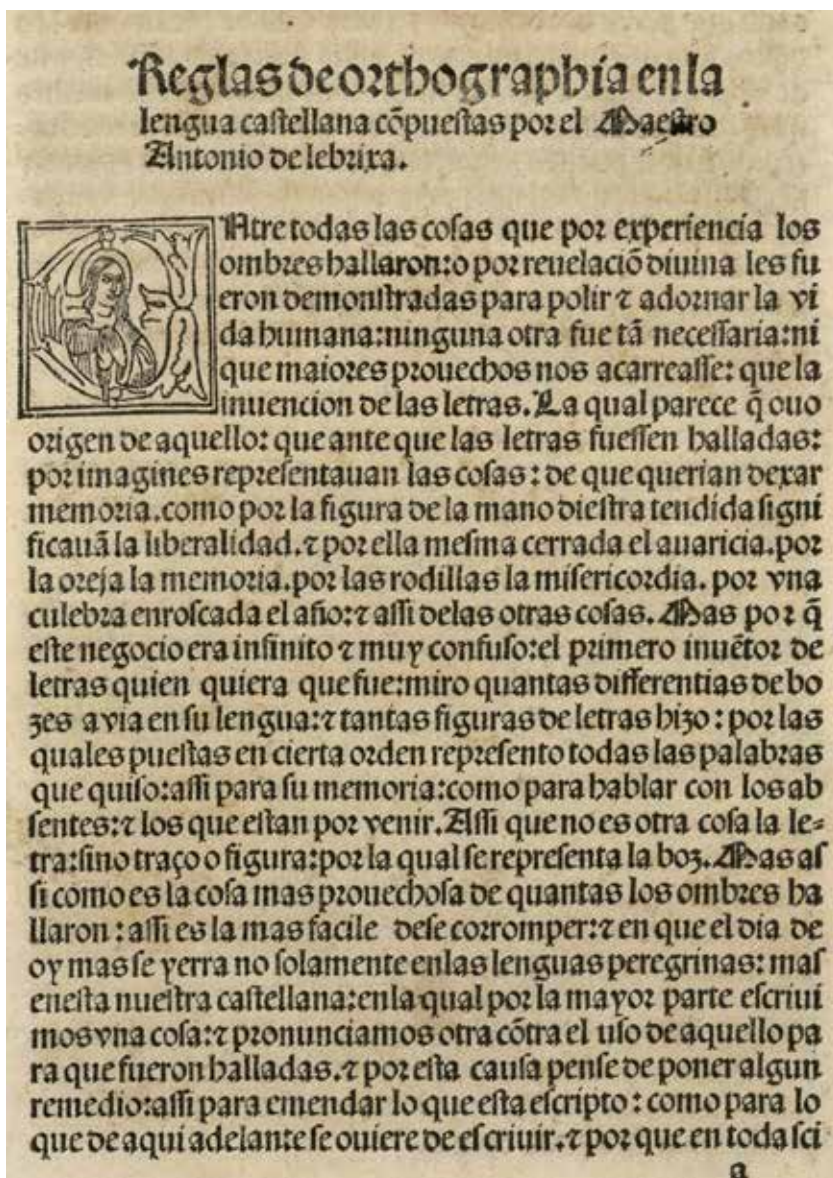 Reglas de orthographia en la
lengua castellana cõpuestas por el Maestro
Antonio de lebrixa.
ENtre todas las cosas que por experiencia los
ombres hallaron: o por reuelaciõ diuina les fu
eron demonstradas para polir ⁊ adornar la vi
da humana: ninguna otra fue tã necessaria: ni
que maiores prouechos nos acarreasse: que la
inuencion de las letras. La qual parece q̃ ouo
origen de aquello: que ante que las letras fuessen halladas:
por imagines representauan las cosas: de que querian dexar
memoria. como por la figura de la mano diestra tendida signi
ficauã la liberalidad. ⁊ por ella mesma cerrada el auaricia. por
la oreja la memoria. por las rodillas la misericordia. por vna
culebra enroscada el año: ⁊ assi delas otras cosas. Mas por q̃
este negocio era infinito ⁊ muy confuso: el primero inuẽtor de
letras quien quiera que fue: miro quantas differentias de bo
zes avia en su lengua: ⁊ tantas figuras de letras hizo: por las
quales puestas en cierta orden represento todas las palabras
que quiso: assi para su memoria: como para hablar con los ab
sentes: ⁊ los que estan por venir. Assi que no es otra cosa la le=
tra: sino traço o figura: por la qual se representa la boz. Mas as
si como es la cosa mas prouechosa de quantas los ombres ha
llaron: assi es la mas facile dese corromper: ⁊ en que el dia de
oy mas se yerra no solamente enlas lenguas peregrinas: mas
enesta nuestra castellana: enla qual por la mayor parte escriui
mos vna cosa: ⁊ pronunciamos otra cõtra el uso de aquello pa
ra que fueron halladas. ⁊ por esta causa pense de poner algun
remedio: assi para emendar lo que esta escripto: como para lo
que de aqui adelante se ouiere de escriuir. ⁊ por que en toda sci
a